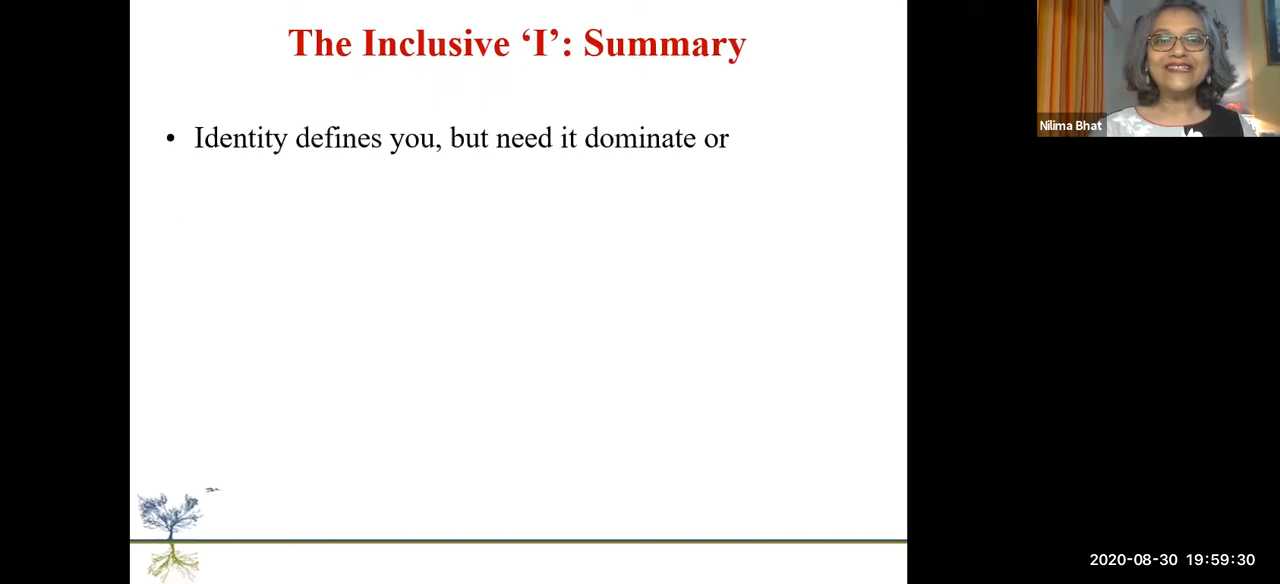 The Inclusive ‘I’: Summary
• Identity defines you, but need it dominate or
Nilima Bhat
2020-08-30 19:59:30